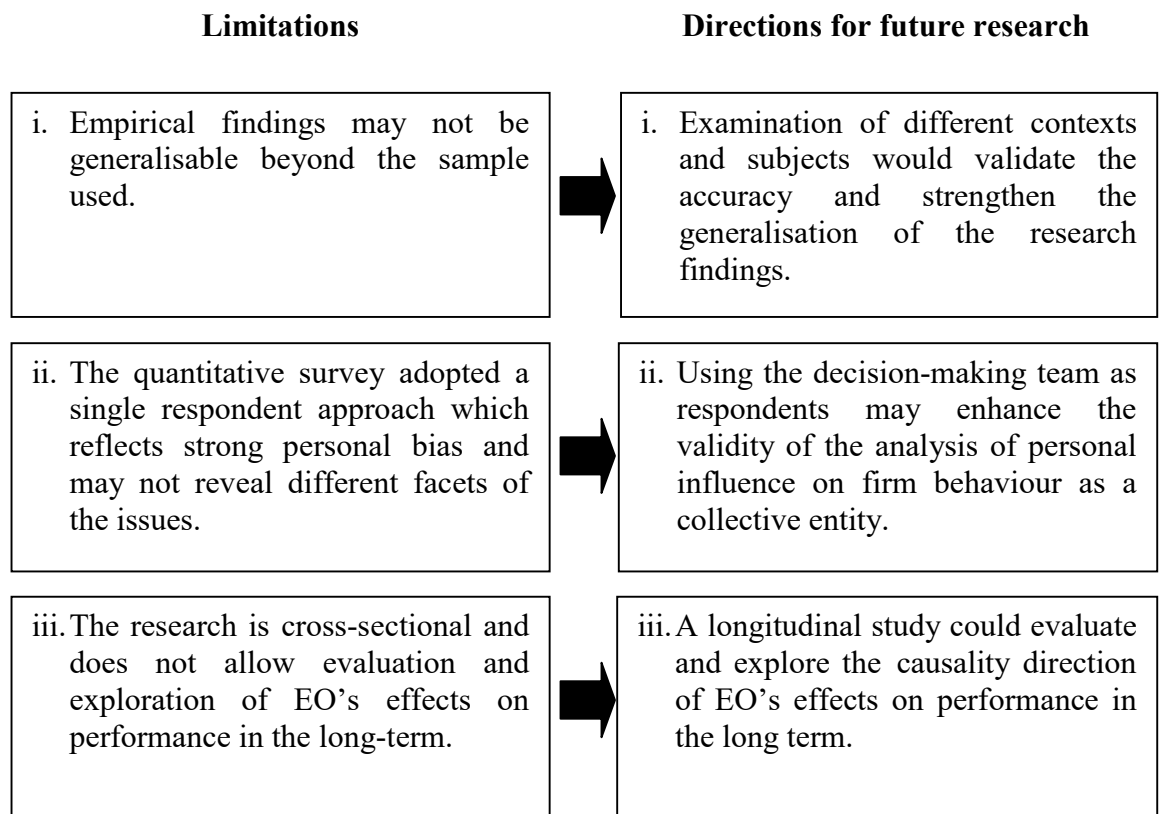 Limitations
Directions for future research
i. Empirical findings may not be
generalisable beyond the sample
used.
i. Examination of different contexts
and subjects would validate the
accuracy and strengthen the
generalisation of the research
findings.
ii. The quantitative survey adopted a
single respondent approach which
reflects strong personal bias and
may not reveal different facets of
the issues.
ii. Using the decision-making team as
respondents may enhance the
validity of the analysis of personal
influence on firm behaviour as a
collective entity.
iii. The research is cross-sectional and
does not allow evaluation and
exploration of EO’s effects on
performance in the long-term.
iii. A longitudinal study could evaluate
and explore the causality direction
of EO’s effects on performance in
the long term.